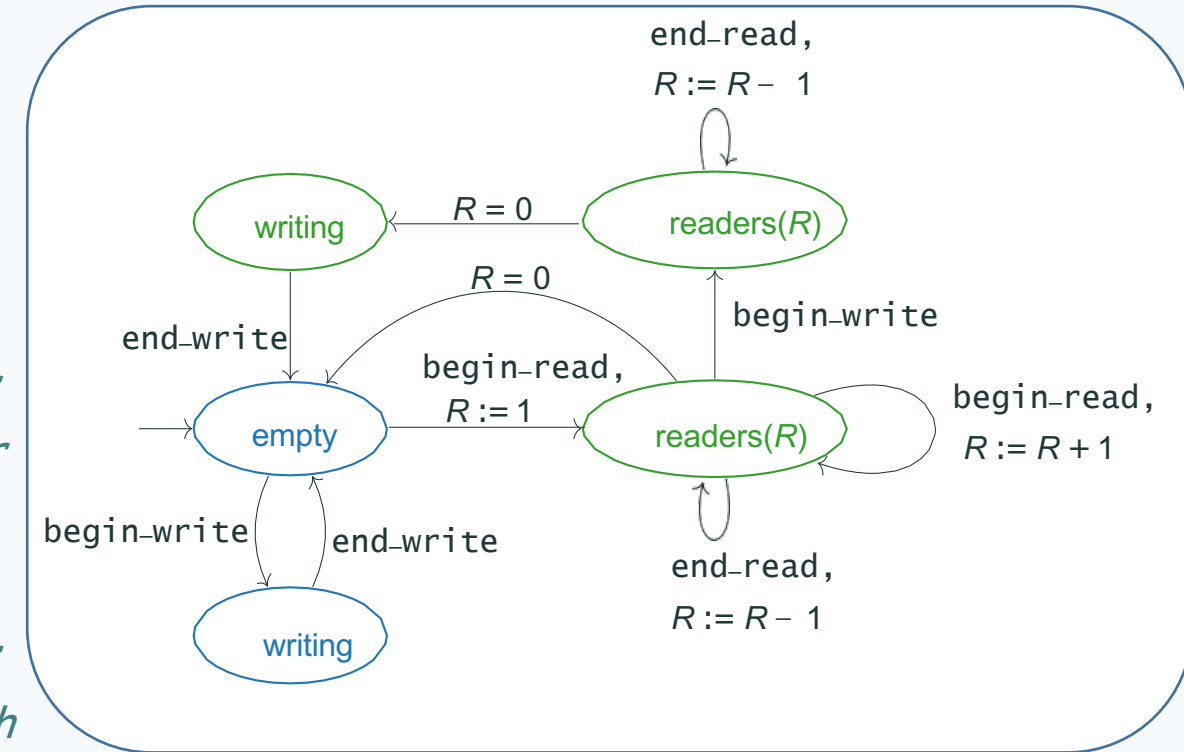 end_read,
R := R − 1
writing
R = 0
readers(R)
R = 0
begin_write
end_write
begin_read,
R := 1
empty
readers(R)
begin_read,
R := R + 1
begin_write
end_write
end_read,
R := R − 1
writing